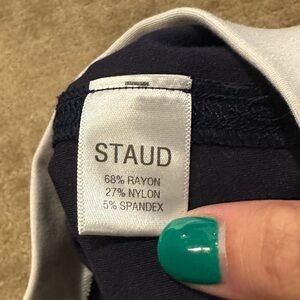 STAUD
68% RAYON
27% NYLON
5% SPANDEX